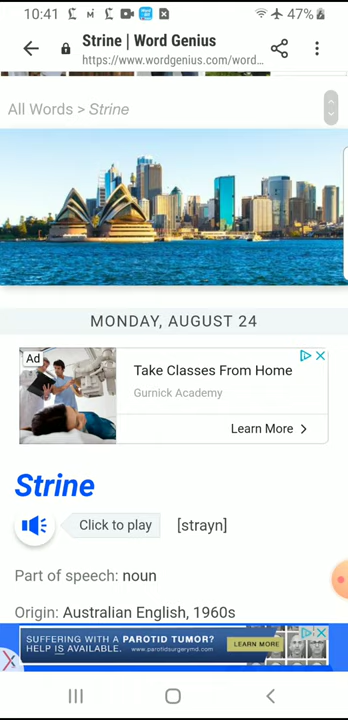 10:41 47%
Strine | Word Genius
https://www.wordgenius.com/word...
All Words > Strine
MONDAY, AUGUST 24
Ad
Take Classes From Home
Gurnick Academy
Learn More >
Strine
Click to play [strayn]
Part of speech: noun
Origin: Australian English, 1960s
SUFFERING WITH A PAROTID TUMOR?
HELP IS AVAILABLE. www.parotidsurgerymd.com
LEARN MORE